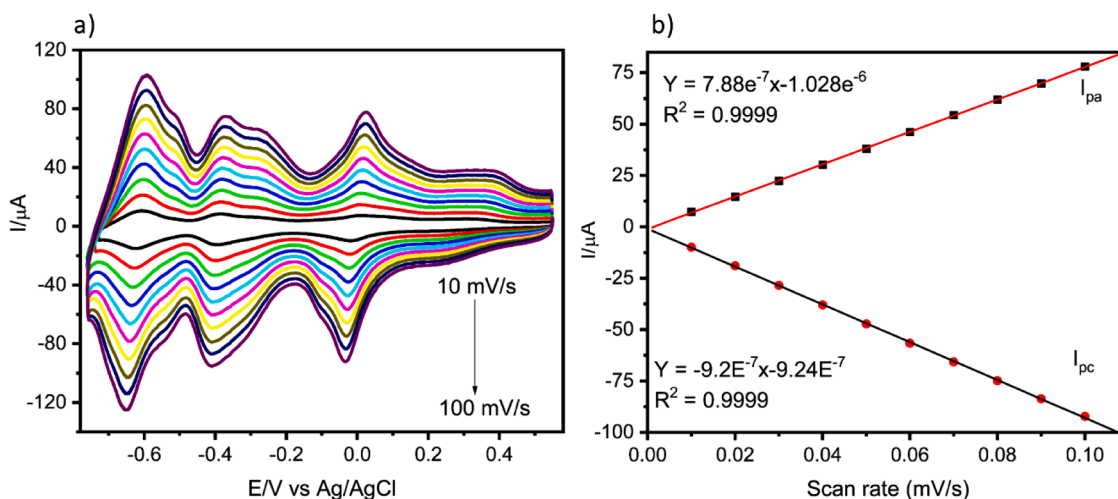 a)
120
80
40
0
-40
-80
-120
I/µA
-0.6
-0.4
-0.2
0.0
0.2
0.4
E/V vs Ag/AgCl
10 mV/s
100 mV/s
b)
75
50
25
0
-25
-50
-75
-100
I/µA
Y = 7.88e⁻⁷x-1.028e⁻⁶
R² = 0.9999
Iₚₐ
Y = -9.2E⁻⁷x-9.24E⁻⁷
R² = 0.9999
Iₚ꜀
0.00
0.02
0.04
0.06
0.08
0.10
Scan rate (mV/s)